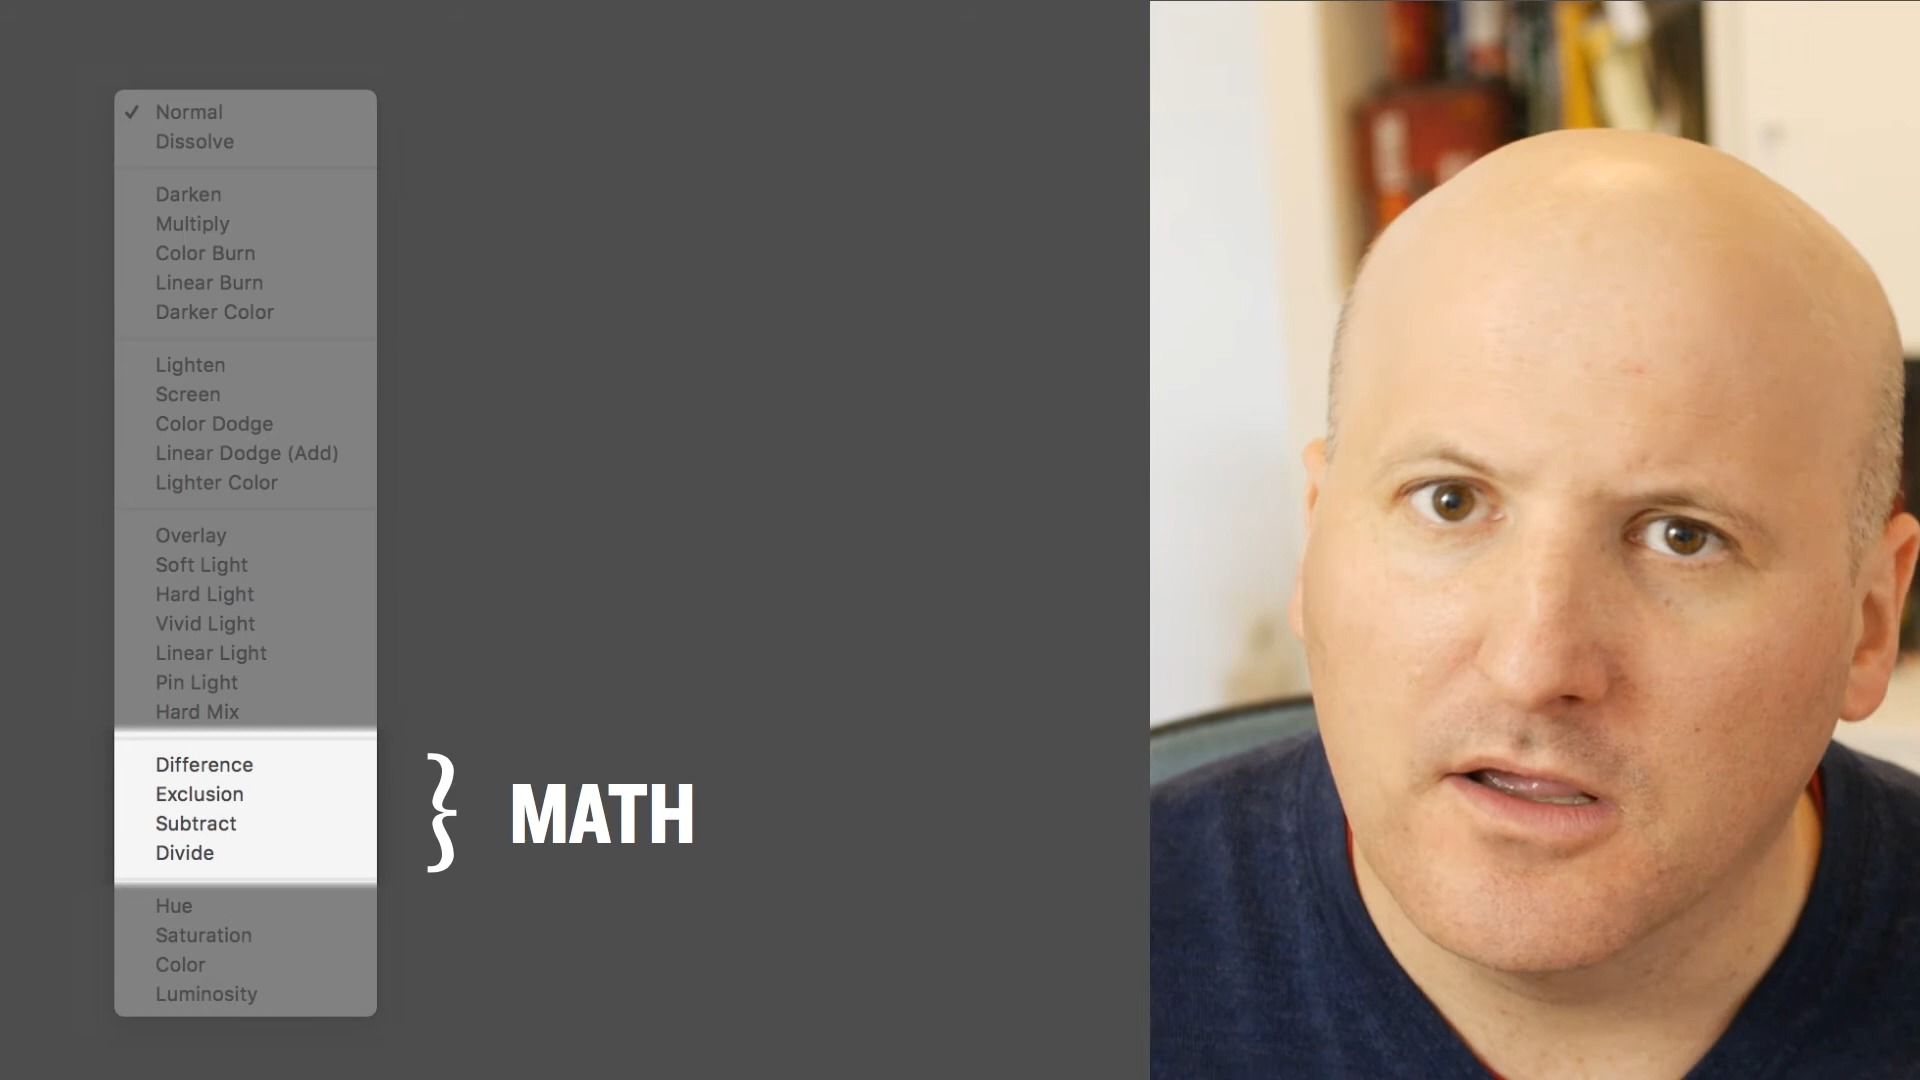 ✓ Normal
Dissolve
Darken
Multiply
Color Burn
Linear Burn
Darker Color
Lighten
Screen
Color Dodge
Linear Dodge (Add)
Lighter Color
Overlay
Soft Light
Hard Light
Vivid Light
Linear Light
Pin Light
Hard Mix
Difference
Exclusion
Subtract
Divide
} MATH
Hue
Saturation
Color
Luminosity